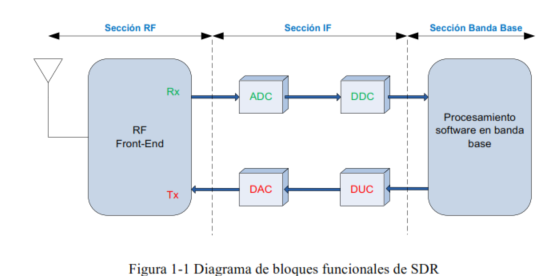 Sección RF
Sección IF
Sección Banda Base
Rx
ADC
DDC
RF
Front-End
Procesamiento
software en banda
base
Tx
DAC
DUC
Figura 1-1 Diagrama de bloques funcionales de SDR